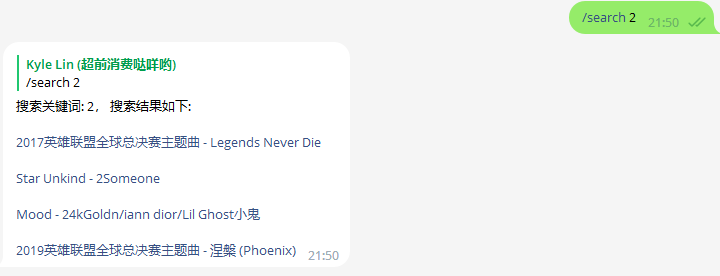 /search 2
21:50
Kyle Lin (超前消费哒咩哟)
/search 2
搜索关键词: 2， 搜索结果如下:
2017英雄联盟全球总决赛主题曲 - Legends Never Die
Star Unkind - 2Someone
Mood - 24kGoldn/iann dior/Lil Ghost小鬼
2019英雄联盟全球总决赛主题曲 - 涅槃 (Phoenix)
21:50